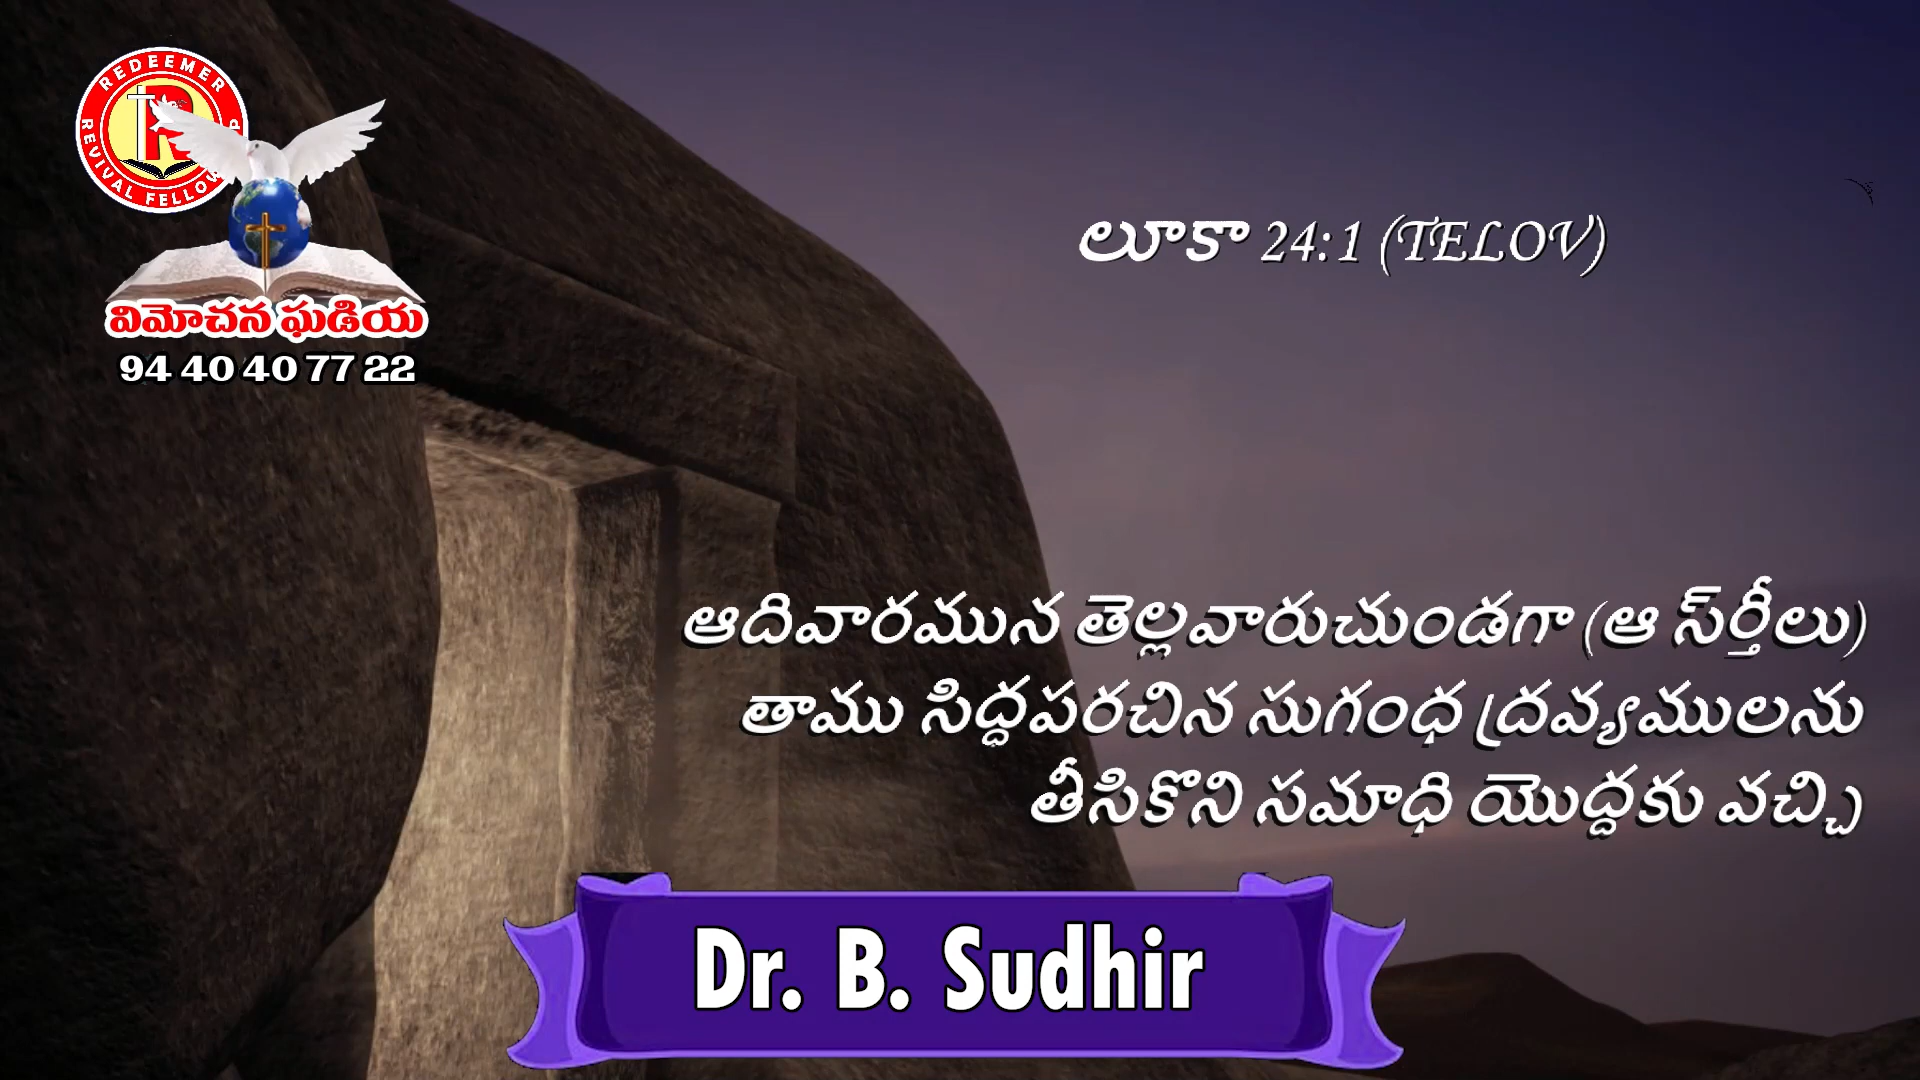 REDEEMER
REVIVAL FELLOW
విమోచన ఘడియ
94 40 40 77 22
లూకా 24:1 (TELOV)
ఆదివారమున తెల్లవారుచుండగా (ఆ స్ర్తీలు)
తాము సిద్ధపరచిన సుగంధ ద్రవ్యములను
తీసికొని సమాధి యొద్దకు వచ్చి
Dr. B. Sudhir